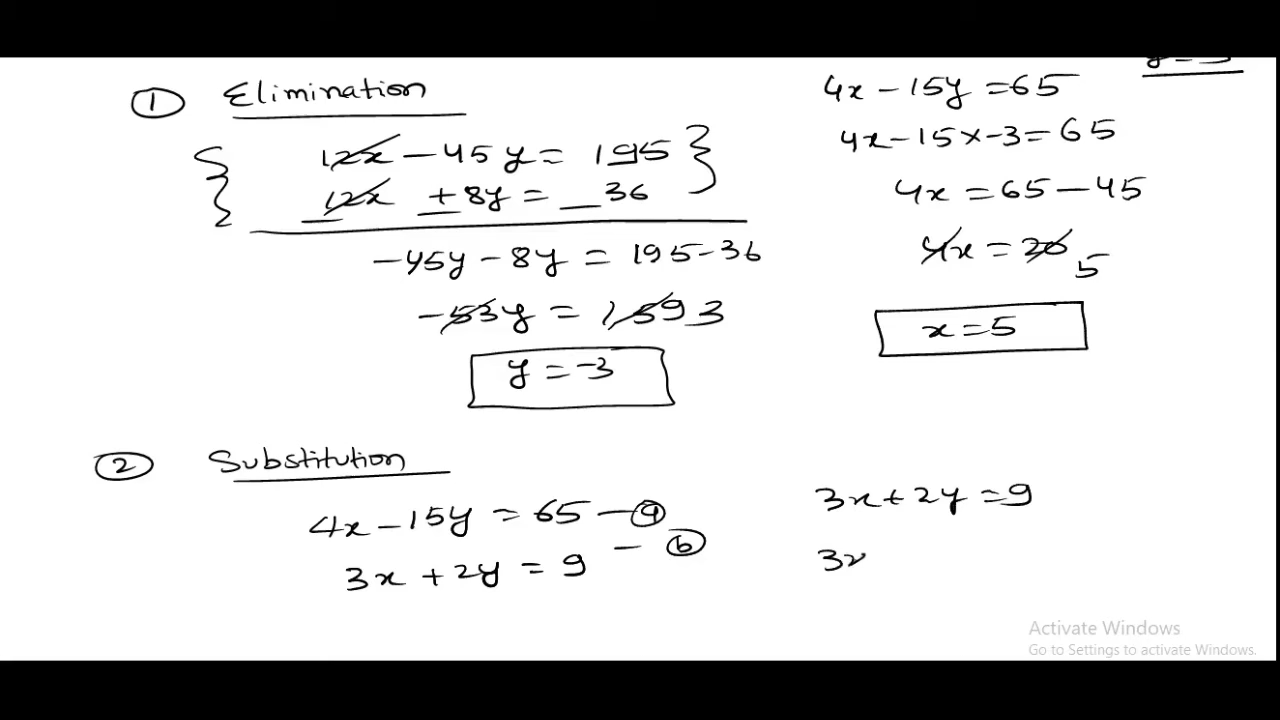 ① Elimination
12x - 45y = 195
12x + 8y = 36
-45y - 8y = 195-36
-53y = 159 3
y = -3
4x - 15y = 65
4x - 15 x -3 = 65
4x = 65 - 45
4x = 20 5
x = 5
② Substitution
4x - 15y = 65 - ⓐ
3x + 2y = 9 - ⓑ
3x + 2y = 9
3x
Activate Windows
Go to Settings to activate Windows.